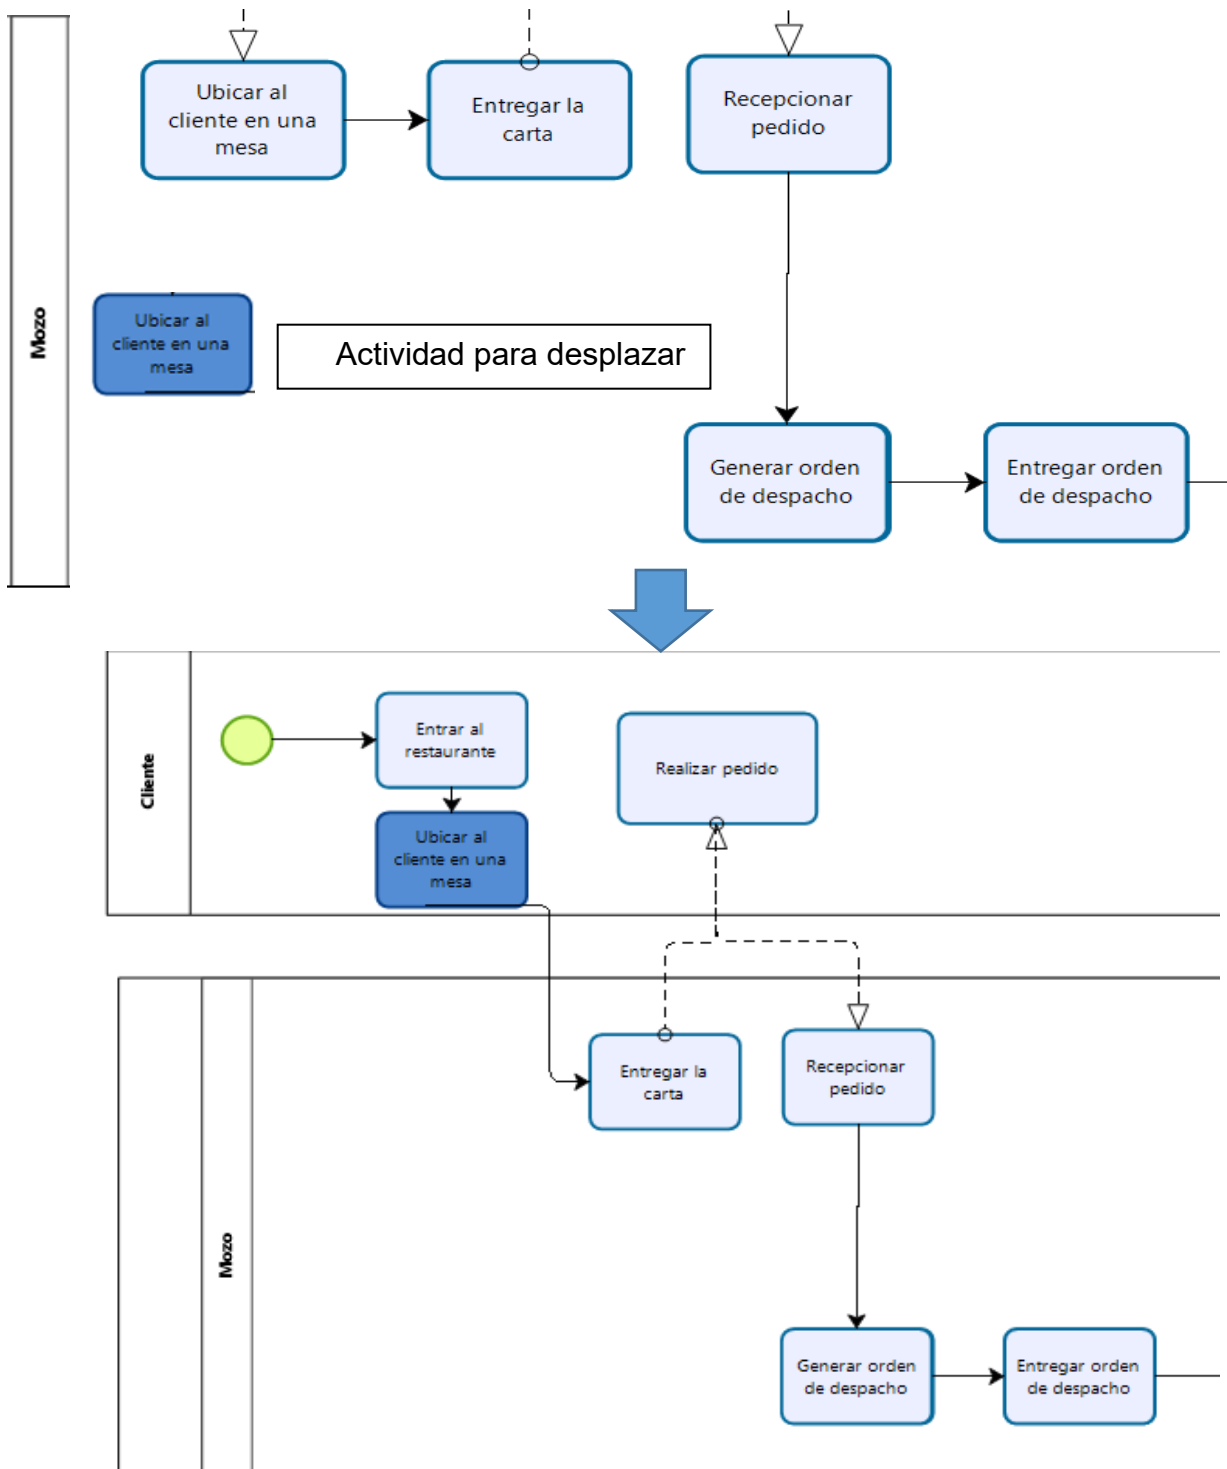 Ubicar al
cliente en una
mesa
Entregar la
carta
Recepcionar
pedido
Mozo
Ubicar al
cliente en una
mesa
Actividad para desplazar
Generar orden
de despacho
Entregar orden
de despacho
Cliente
Entrar al
restaurante
Realizar pedido
Ubicar al
cliente en una
mesa
Mozo
Entregar la
carta
Recepcionar
pedido
Generar orden
de despacho
Entregar orden
de despacho